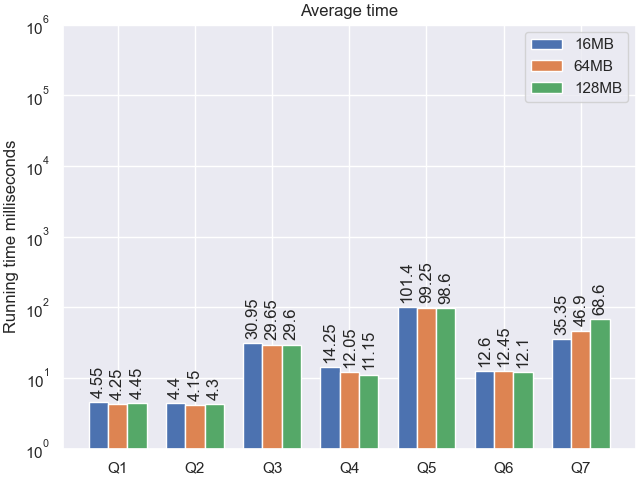 Average time
Running time milliseconds
10^6
10^5
10^4
10^3
10^2
10^1
10^0
16MB
64MB
128MB
4.55 4.25 4.45
4.4 4.15 4.3
30.95 29.65 29.6
14.25 12.05 11.15
101.4 99.25 98.6
12.6 12.45 12.1
35.35 46.9 68.6
Q1 Q2 Q3 Q4 Q5 Q6 Q7